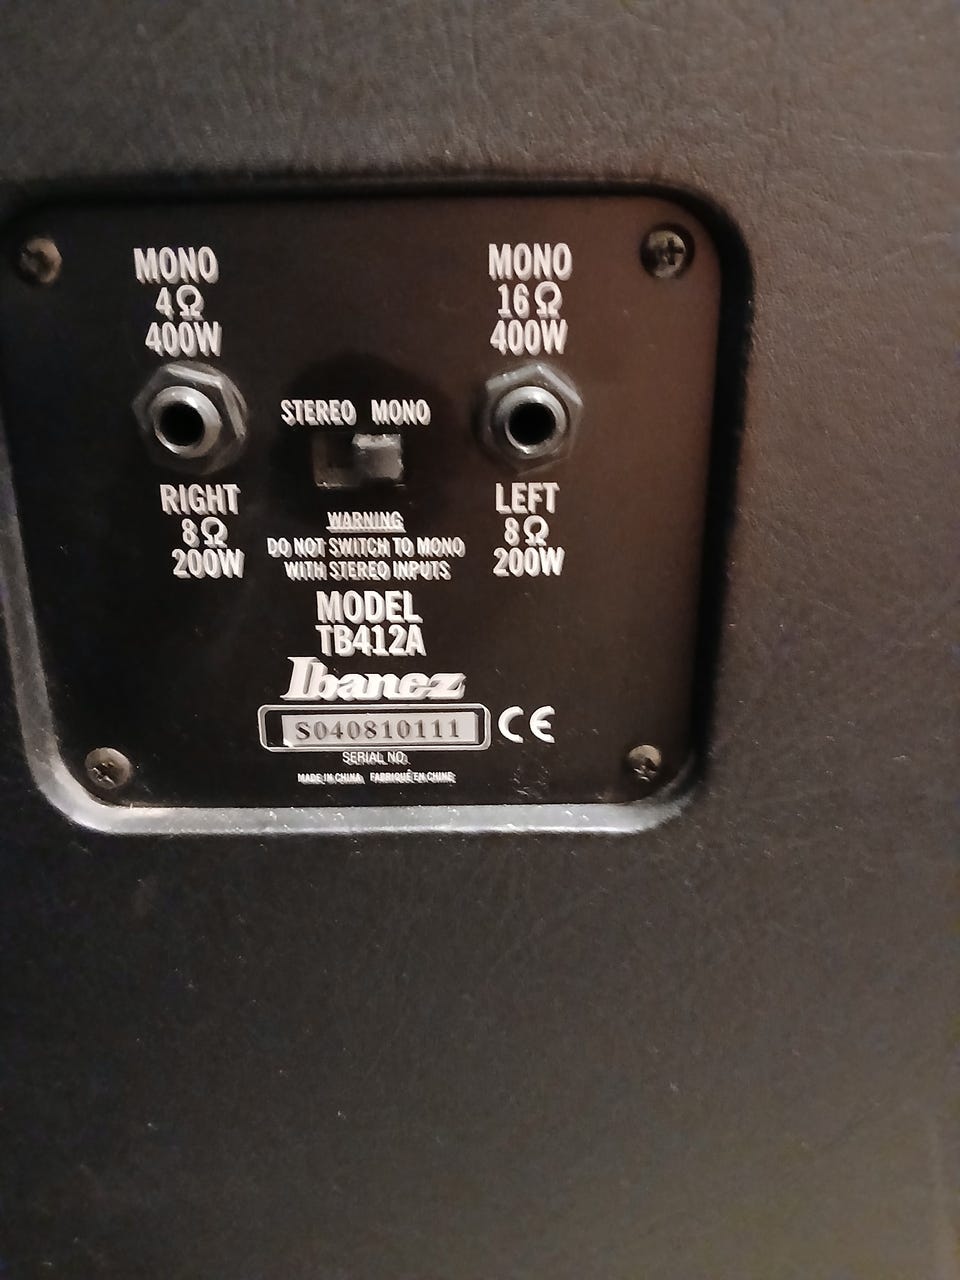 MONO
4Ω
400W
MONO
16Ω
400W
STEREO MONO
RIGHT
8Ω
200W
LEFT
8Ω
200W
WARNING
DO NOT SWITCH TO MONO
WITH STEREO INPUTS
MODEL
TB412A
Ibanez
S040810111
CE
SERIAL NO.
MADE IN CHINA. FABRIQUÉ EN CHINE.